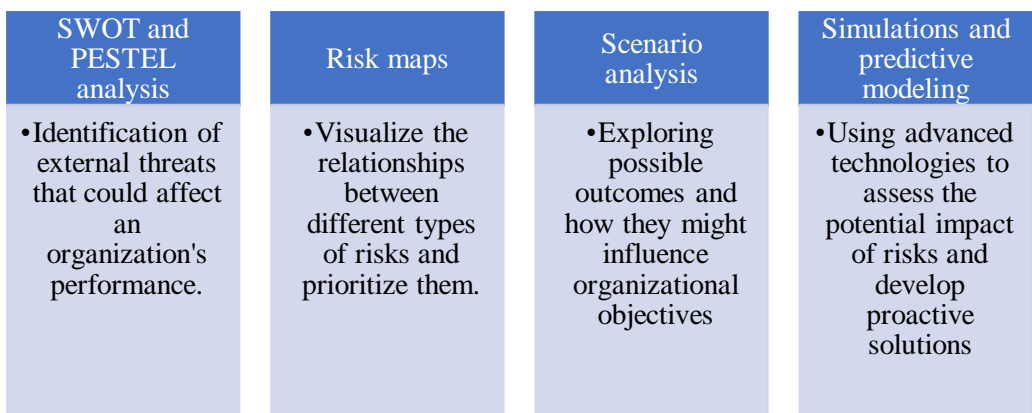 SWOT and
PESTEL
analysis
•Identification of
external threats
that could affect
an
organization's
performance.
Risk maps
•Visualize the
relationships
between
different types
of risks and
prioritize them.
Scenario
analysis
•Exploring
possible
outcomes and
how they might
influence
organizational
objectives
Simulations and
predictive
modeling
•Using advanced
technologies to
assess the
potential impact
of risks and
develop
proactive
solutions